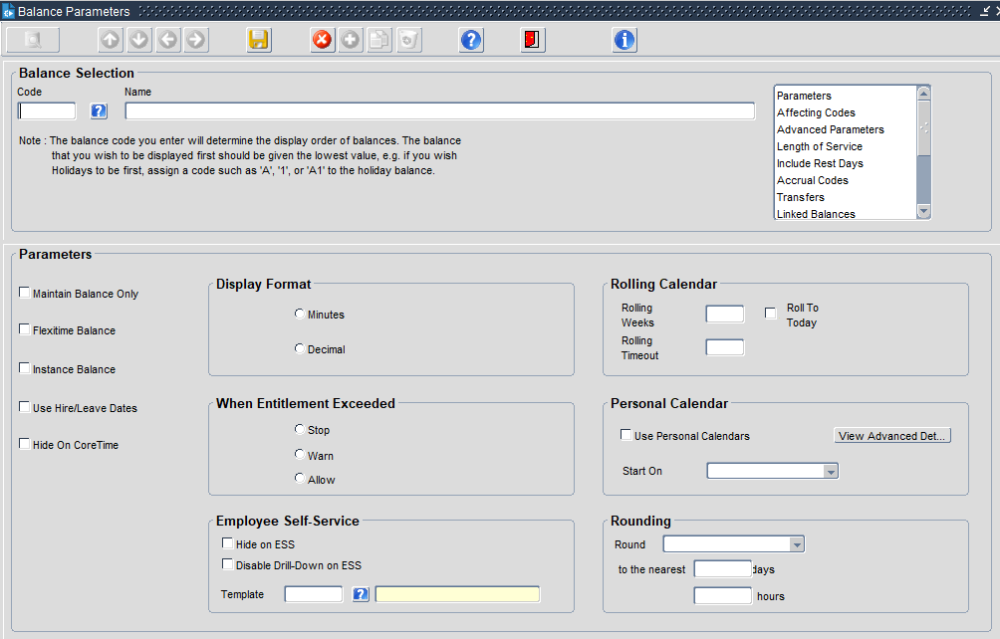 Balance Parameters
Balance Selection
Code
Name
Note : The balance code you enter will determine the display order of balances. The balance
that you wish to be displayed first should be given the lowest value, e.g. if you wish
Holidays to be first, assign a code such as 'A', '1', or 'A1' to the holiday balance.
Parameters
Affecting Codes
Advanced Parameters
Length of Service
Include Rest Days
Accrual Codes
Transfers
Linked Balances
Parameters
Maintain Balance Only
Flexitime Balance
Instance Balance
Use Hire/Leave Dates
Hide On CoreTime
Display Format
Minutes
Decimal
When Entitlement Exceeded
Stop
Warn
Allow
Employee Self-Service
Hide on ESS
Disable Drill-Down on ESS
Template
Rolling Calendar
Rolling
Weeks
Roll To
Today
Rolling
Timeout
Personal Calendar
Use Personal Calendars
View Advanced Det...
Start On
Rounding
Round
to the nearest
days
hours